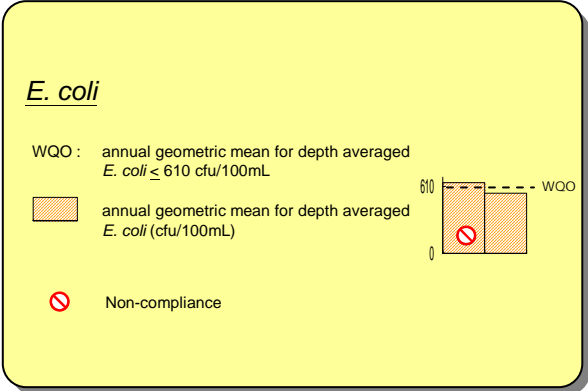 E. coli
WQO : annual geometric mean for depth averaged
E. coli ≤ 610 cfu/100mL
610
WQO
annual geometric mean for depth averaged
E. coli (cfu/100mL)
0
Non-compliance